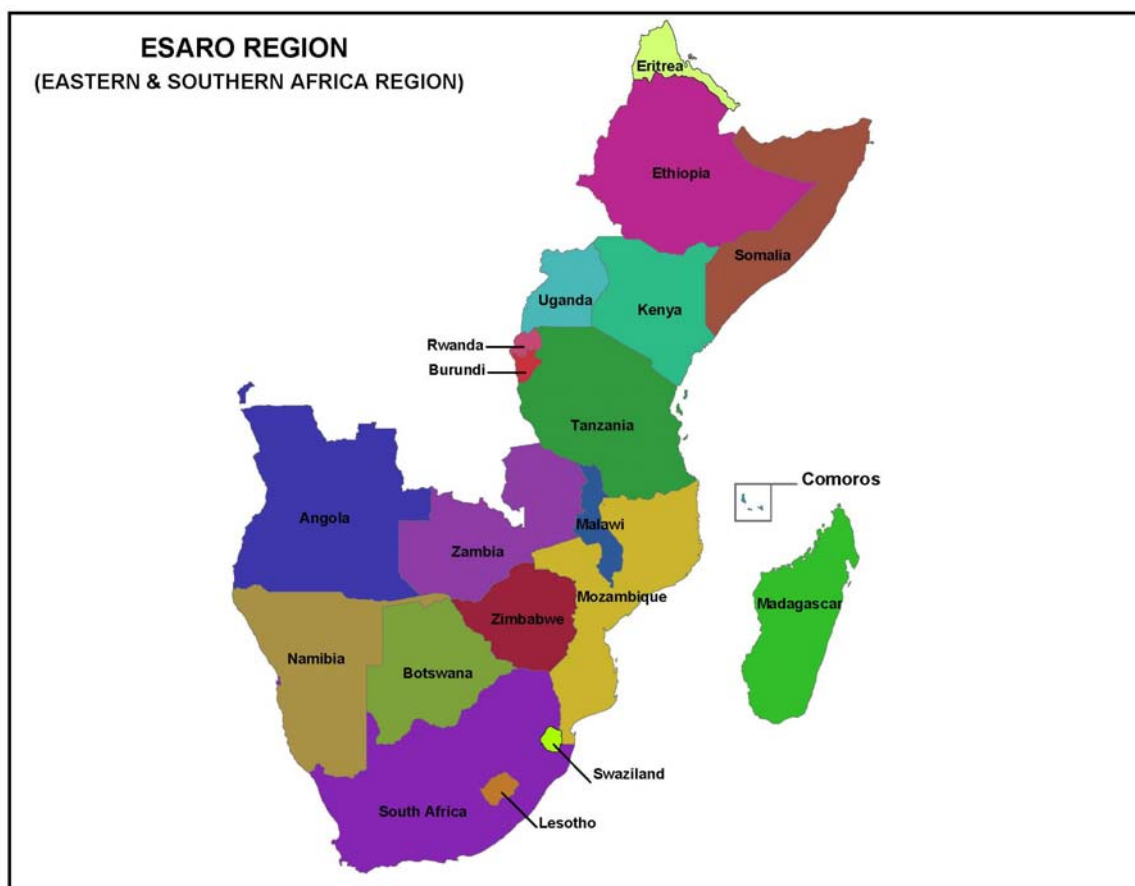 ESARO REGION
(EASTERN & SOUTHERN AFRICA REGION)
Eritrea
Ethiopia
Somalia
Uganda
Kenya
Rwanda
Burundi
Tanzania
Comoros
Angola
Malawi
Zambia
Mozambique
Madagascar
Zimbabwe
Namibia
Botswana
Swaziland
South Africa
Lesotho